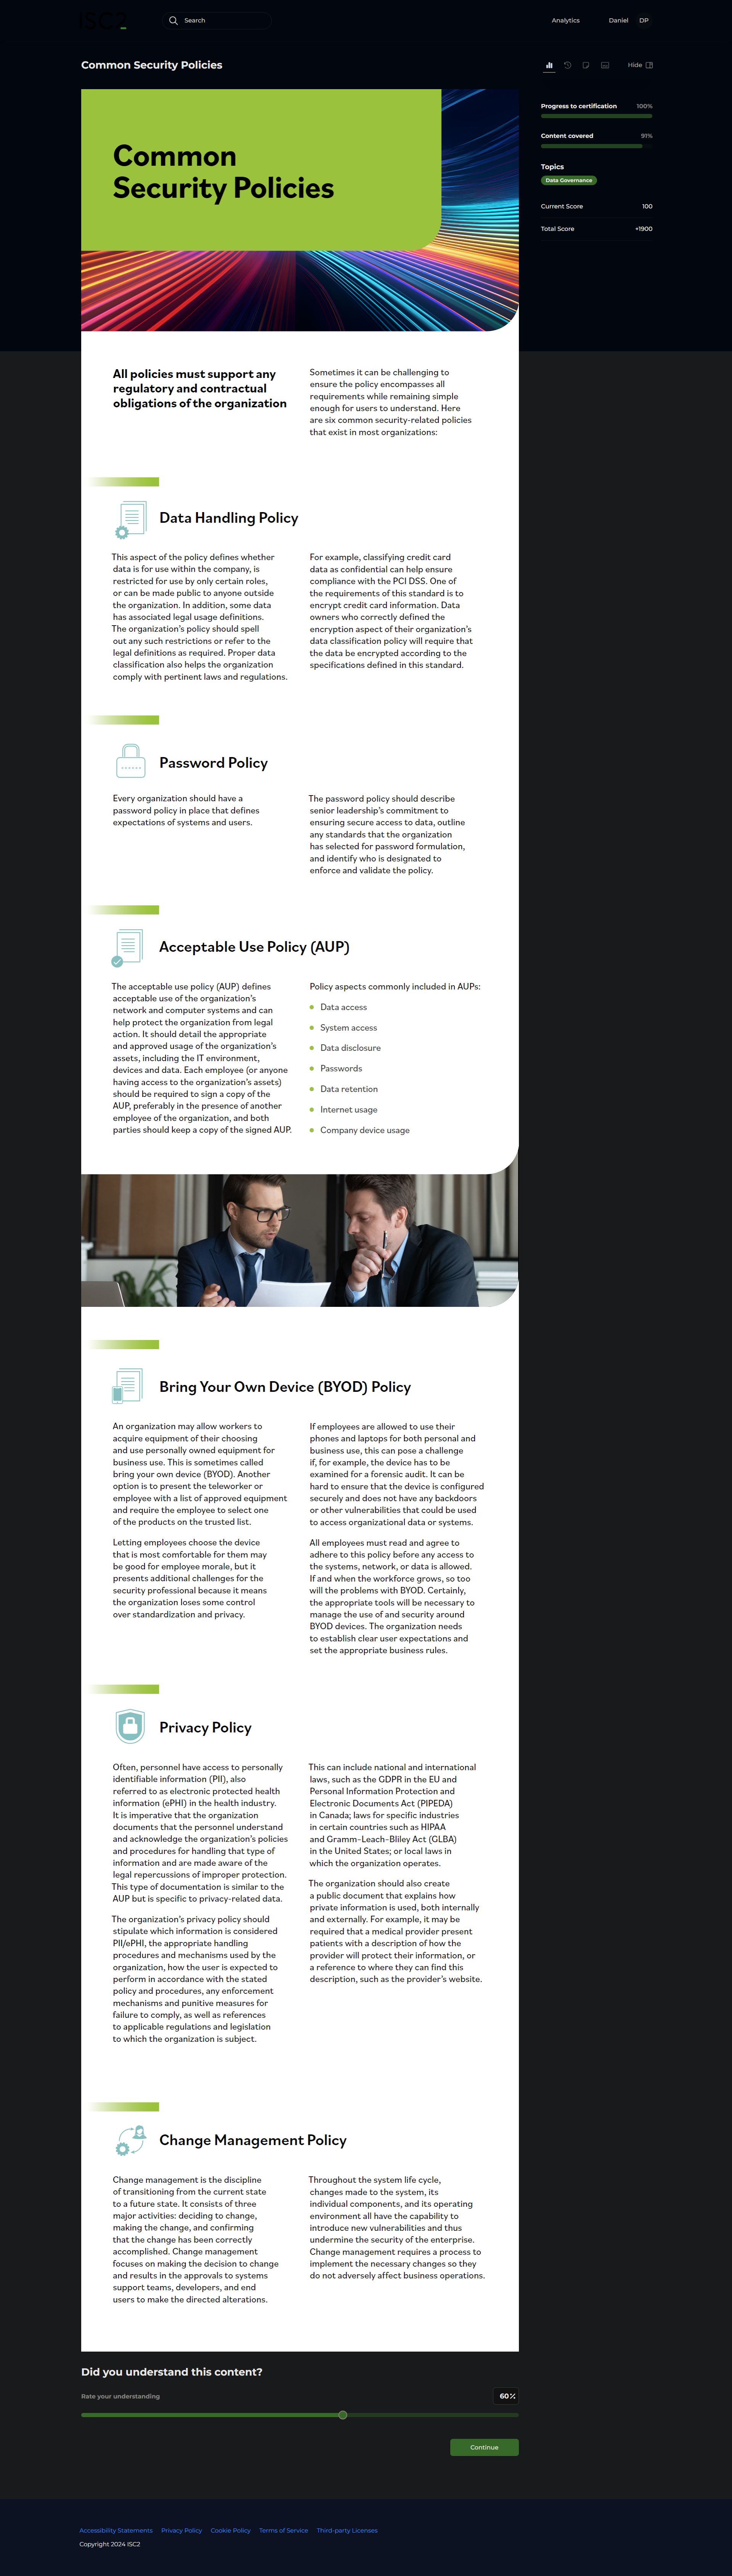 ISC2
Search
Analytics
Daniel
DP
Common Security Policies
Hide
Common
Security Policies
Progress to certification 100%
Content covered 91%
Topics
Data Governance
Current Score 100
Total Score +1900
All policies must support any
regulatory and contractual
obligations of the organization
Sometimes it can be challenging to
ensure the policy encompasses all
requirements while remaining simple
enough for users to understand. Here
are six common security-related policies
that exist in most organizations:
Data Handling Policy
This aspect of the policy defines whether
data is for use within the company, is
restricted for use by only certain roles,
or can be made public to anyone outside
the organization. In addition, some data
has associated legal usage definitions.
The organization's policy should spell
out any such restrictions or refer to the
legal definitions as required. Proper data
classification also helps the organization
comply with pertinent laws and regulations.
For example, classifying credit card
data as confidential can help ensure
compliance with the PCI DSS. One of
the requirements of this standard is to
encrypt credit card information. Data
owners who correctly defined the
encryption aspect of their organization's
data classification policy will require that
the data be encrypted according to the
specifications defined in this standard.
Password Policy
Every organization should have a
password policy in place that defines
expectations of systems and users.
The password policy should describe
senior leadership's commitment to
ensuring secure access to data, outline
any standards that the organization
has selected for password formulation,
and identify who is designated to
enforce and validate the policy.
Acceptable Use Policy (AUP)
The acceptable use policy (AUP) defines
acceptable use of the organization's
network and computer systems and can
help protect the organization from legal
action. It should detail the appropriate
and approved usage of the organization's
assets, including the IT environment,
devices and data. Each employee (or anyone
having access to the organization's assets)
should be required to sign a copy of the
AUP, preferably in the presence of another
employee of the organization, and both
parties should keep a copy of the signed AUP.
Policy aspects commonly included in AUPs:
Data access
System access
Data disclosure
Passwords
Data retention
Internet usage
Company device usage
Bring Your Own Device (BYOD) Policy
An organization may allow workers to
acquire equipment of their choosing
and use personally owned equipment for
business use. This is sometimes called
bring your own device (BYOD). Another
option is to present the teleworker or
employee with a list of approved equipment
and require the employee to select one
of the products on the trusted list.
Letting employees choose the device
that is most comfortable for them may
be good for employee morale, but it
presents additional challenges for the
security professional because it means
the organization loses some control
over standardization and privacy.
If employees are allowed to use their
phones and laptops for both personal and
business use, this can pose a challenge
if, for example, the device has to be
examined for a forensic audit. It can be
hard to ensure that the device is configured
securely and does not have any backdoors
or other vulnerabilities that could be used
to access organizational data or systems.
All employees must read and agree to
adhere to this policy before any access to
the systems, network, or data is allowed.
If and when the workforce grows, so too
will the problems with BYOD. Certainly,
the appropriate tools will be necessary to
manage the use of and security around
BYOD devices. The organization needs
to establish clear user expectations and
set the appropriate business rules.
Privacy Policy
Often, personnel have access to personally
identifiable information (PII), also
referred to as electronic protected health
information (ePHI) in the health industry.
It is imperative that the organization
documents that the personnel understand
and acknowledge the organization's policies
and procedures for handling that type of
information and are made aware of the
legal repercussions of improper protection.
This type of documentation is similar to the
AUP but is specific to privacy-related data.
The organization's privacy policy should
stipulate which information is considered
PII/ePHI, the appropriate handling
procedures and mechanisms used by the
organization, how the user is expected to
perform in accordance with the stated
policy and procedures, any enforcement
mechanisms and punitive measures for
failure to comply, as well as references
to applicable regulations and legislation
to which the organization is subject.
This can include national and international
laws, such as the GDPR in the EU and
Personal Information Protection and
Electronic Documents Act (PIPEDA)
in Canada; laws for specific industries
in certain countries such as HIPAA
and Gramm–Leach–Bliley Act (GLBA)
in the United States; or local laws in
which the organization operates.
The organization should also create
a public document that explains how
private information is used, both internally
and externally. For example, it may be
required that a medical provider present
patients with a description of how the
provider will protect their information, or
a reference to where they can find this
description, such as the provider's website.
Change Management Policy
Change management is the discipline
of transitioning from the current state
to a future state. It consists of three
major activities: deciding to change,
making the change, and confirming
that the change has been correctly
accomplished. Change management
focuses on making the decision to change
and results in the approvals to systems
support teams, developers, and end
users to make the directed alterations.
Throughout the system life cycle,
changes made to the system, its
individual components, and its operating
environment all have the capability to
introduce new vulnerabilities and thus
undermine the security of the enterprise.
Change management requires a process to
implement the necessary changes so they
do not adversely affect business operations.
Did you understand this content?
Rate your understanding
60%
Continue
Accessibility Statements Privacy Policy Cookie Policy Terms of Service Third-party Licenses
Copyright 2024 ISC2